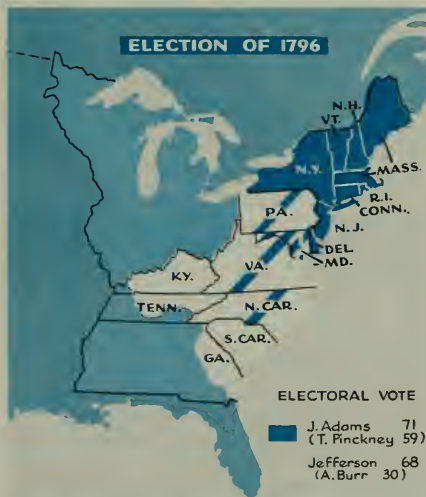 ELECTION OF 1796
N.H.
VT.
N.Y.
MASS.
R.I.
CONN.
PA.
N.J.
DEL.
MD.
VA.
KY.
TENN.
N.CAR.
S.CAR.
GA.
ELECTORAL VOTE
J.Adams 71
(T. Pinckney 59)
Jefferson 68
(A. Burr 30)